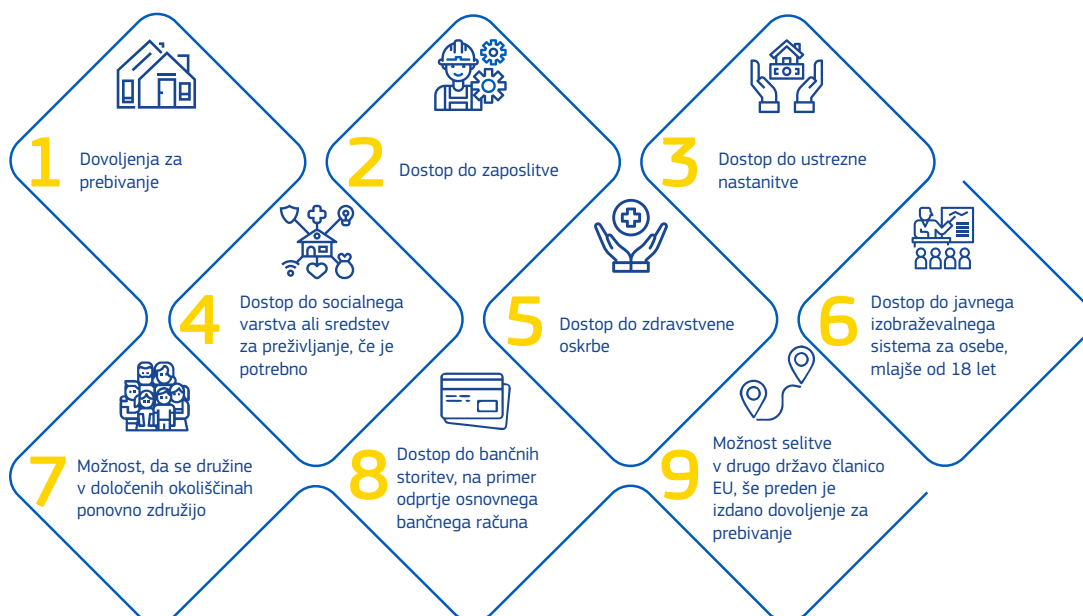 1
Dovoljenja za
prebivanje
2
Dostop do zaposlitve
3
Dostop do ustrezne
nastanitve
4
Dostop do socialnega
varstva ali sredstev
za preživljanje, če je
potrebno
5
Dostop do zdravstvene
oskrbe
6
Dostop do javnega
izobraževalnega
sistema za osebe,
mlajše od 18 let
7
Možnost, da se družine
v določenih okoliščinah
ponovno združijo
8
Dostop do bančnih
storitev, na primer
odprtje osnovnega
bančnega računa
9
Možnost selitve
v drugo državo članico
EU, še preden je
izdano dovoljenje za
prebivanje